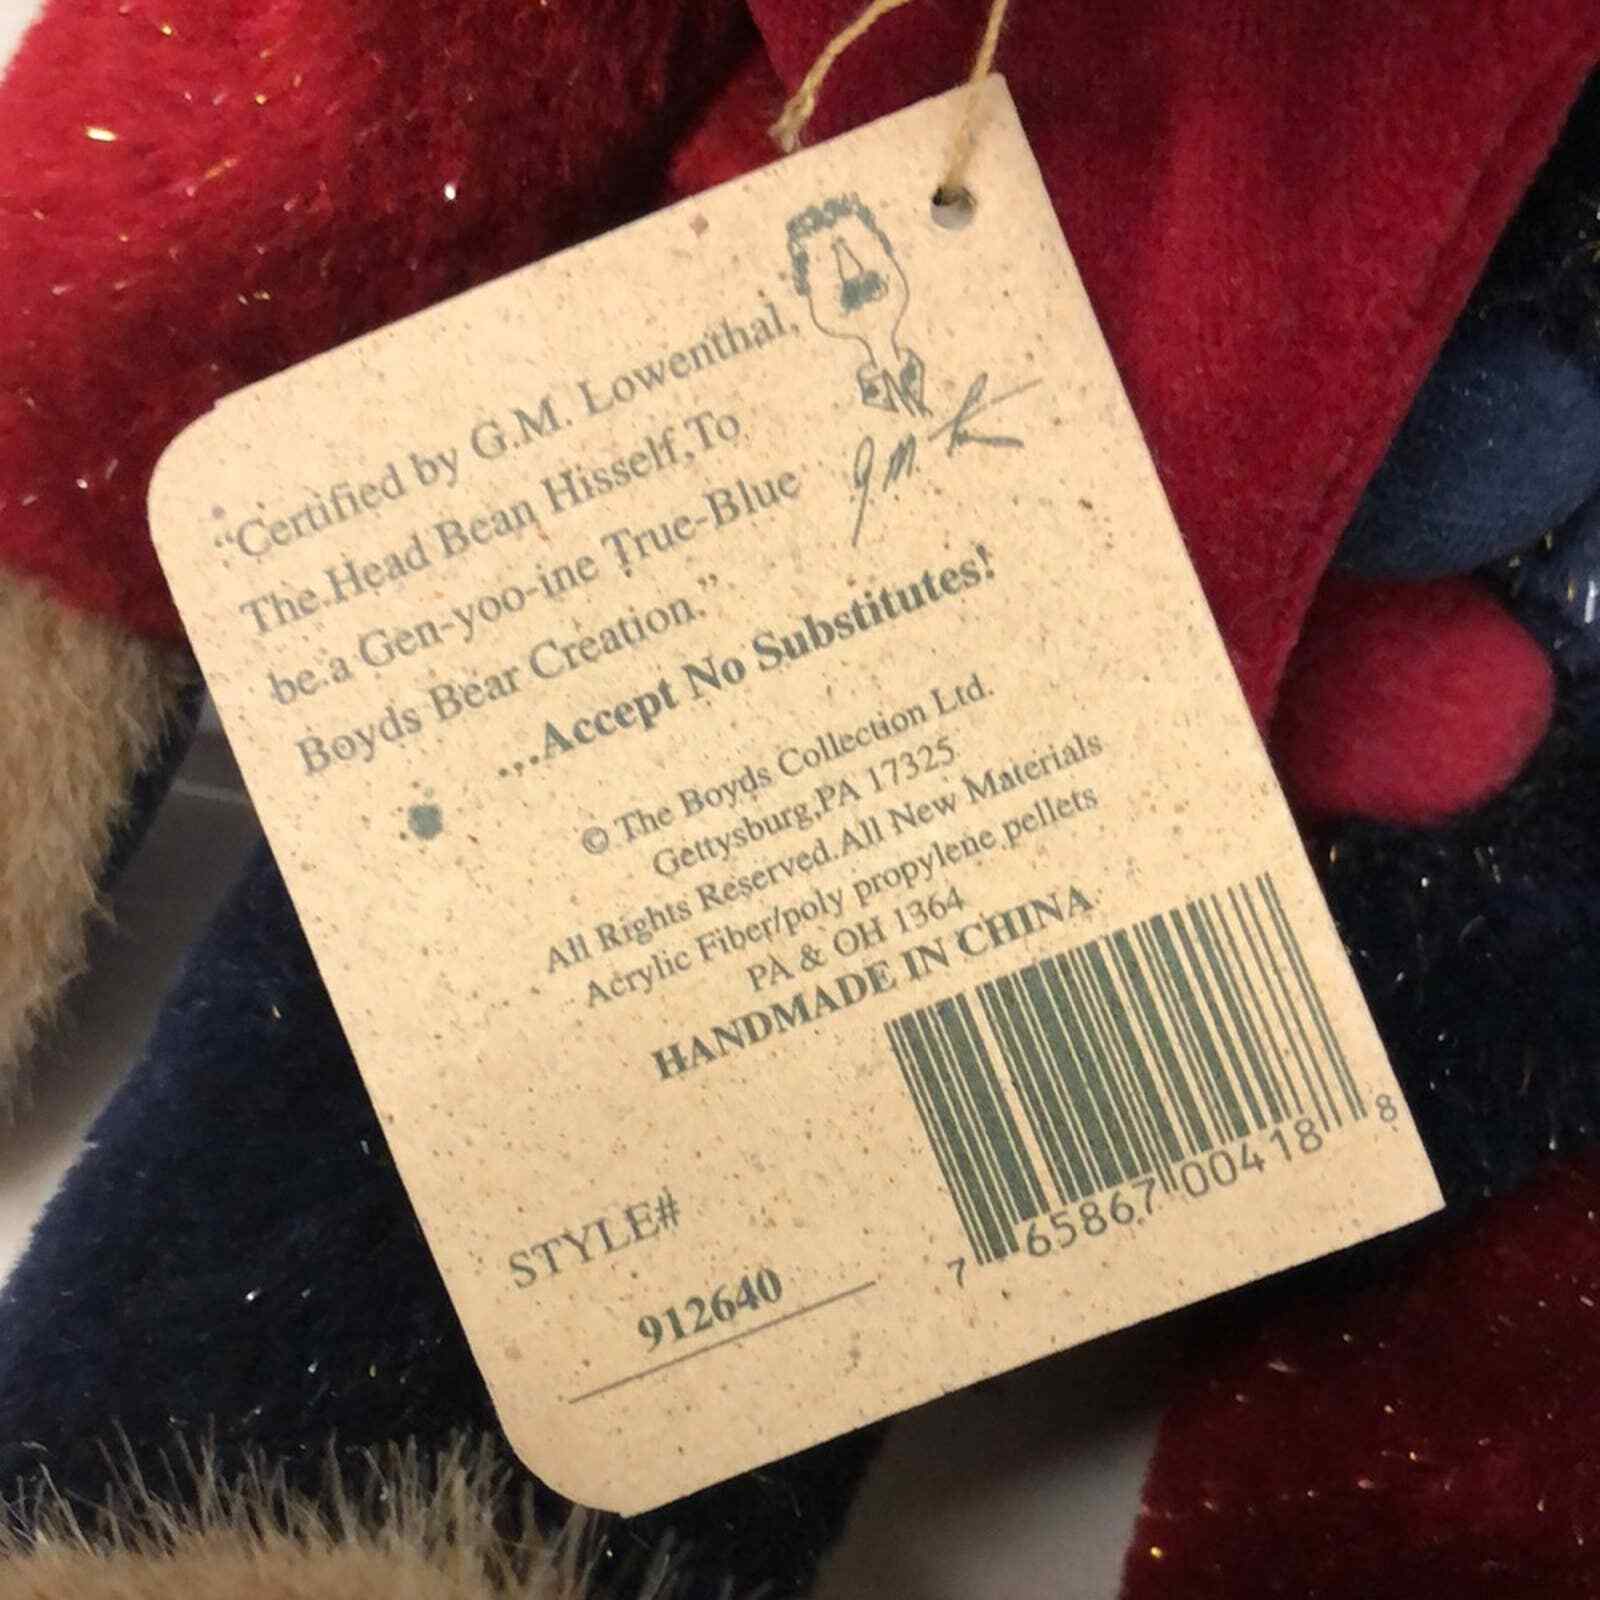 "Certified by G.M. Lowenthal,
The Head Bean Hisself, To
be a Gen-yoo-ine True-Blue
Boyds Bear Creation."
...Accept No Substitutes!
© The Boyds Collection Ltd.
Gettysburg,PA 17325
All Rights Reserved.All New Materials
Acrylic Fiber/poly propylene pellets
PA & OH 1364
HANDMADE IN CHINA
7 65867 00418 8
STYLE#
912640